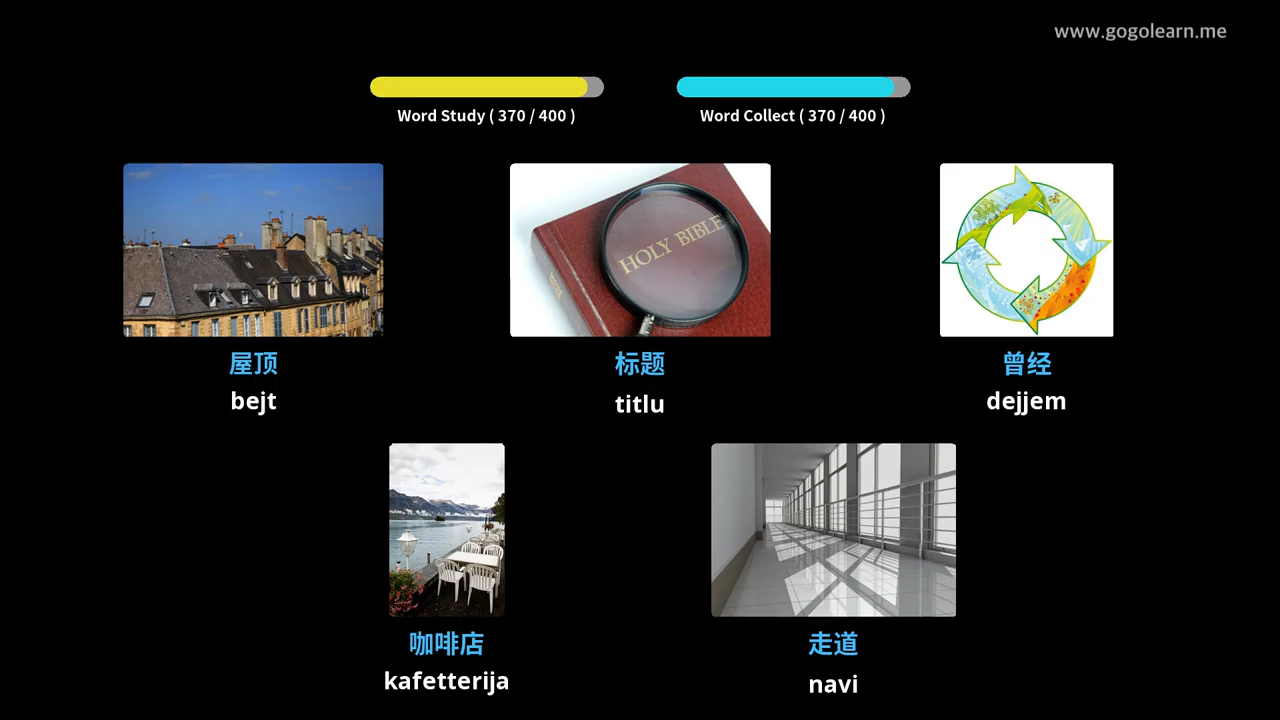 www.gogolearn.me
Word Study ( 370 / 400 )
Word Collect ( 370 / 400 )
HOLY BIBLE
屋顶
bejt
标题
titlu
曾经
dejjem
咖啡店
kafetterija
走道
navi